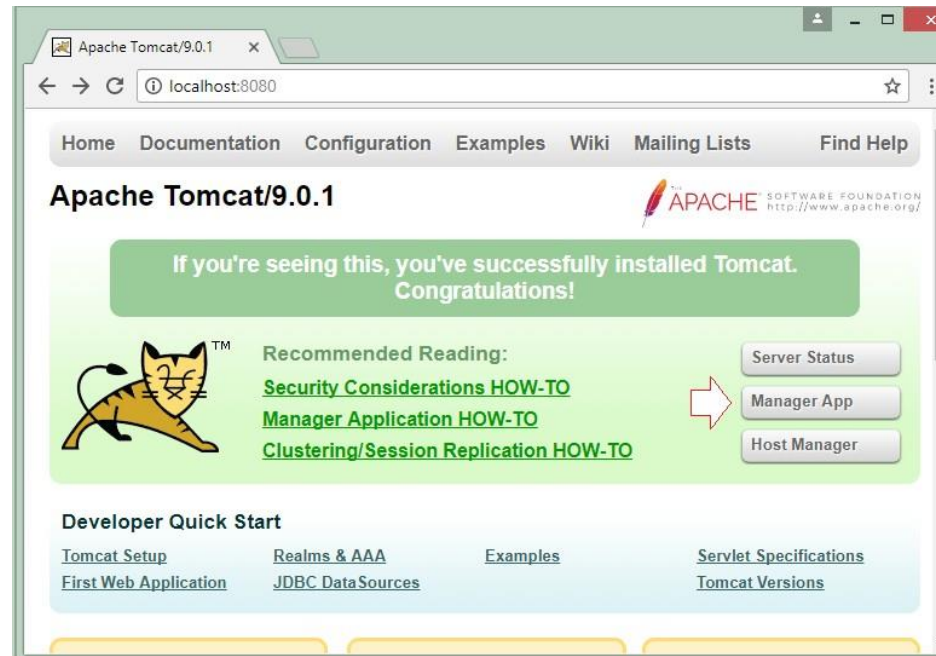 Apache Tomcat/9.0.1
localhost:8080
Home Documentation Configuration Examples Wiki Mailing Lists Find Help
Apache Tomcat/9.0.1
THE APACHE SOFTWARE FOUNDATION
http://www.apache.org/
If you're seeing this, you've successfully installed Tomcat.
Congratulations!
TM
Recommended Reading:
Security Considerations HOW-TO
Manager Application HOW-TO
Clustering/Session Replication HOW-TO
Server Status
Manager App
Host Manager
Developer Quick Start
Tomcat Setup Realms & AAA Examples Servlet Specifications
First Web Application JDBC DataSources Tomcat Versions